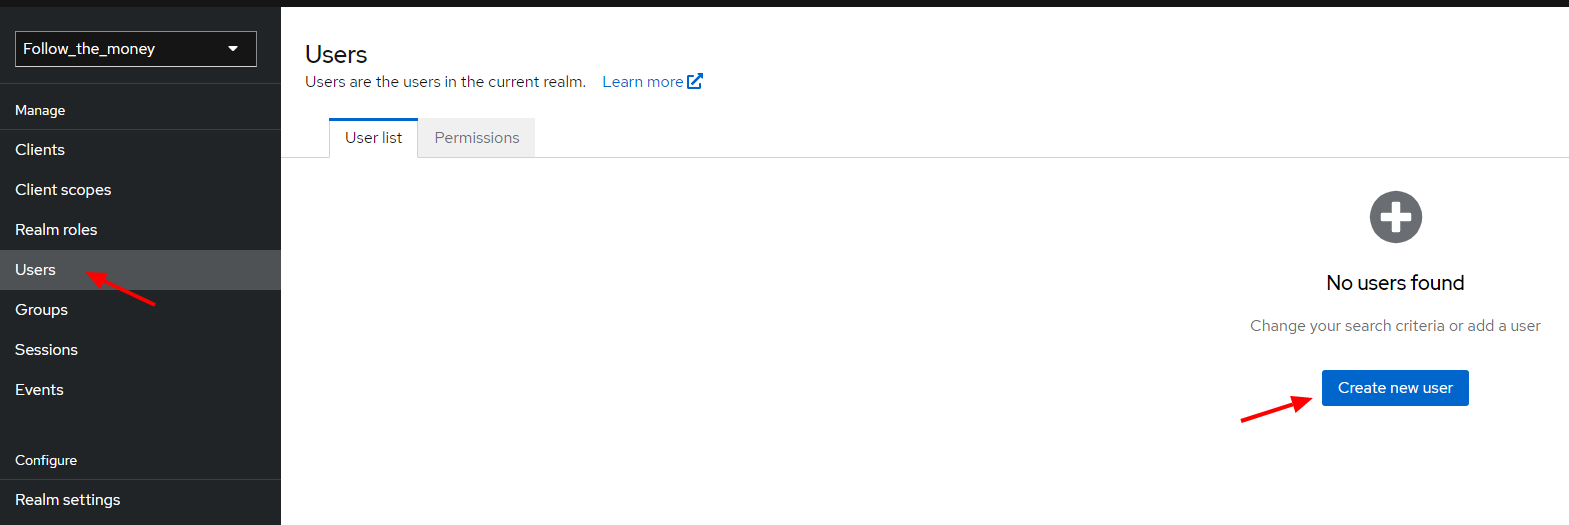 Follow_the_money
Manage
Clients
Client scopes
Realm roles
Users
Groups
Sessions
Events
Configure
Realm settings
Users
Users are the users in the current realm. Learn more
User list Permissions
No users found
Change your search criteria or add a user
Create new user